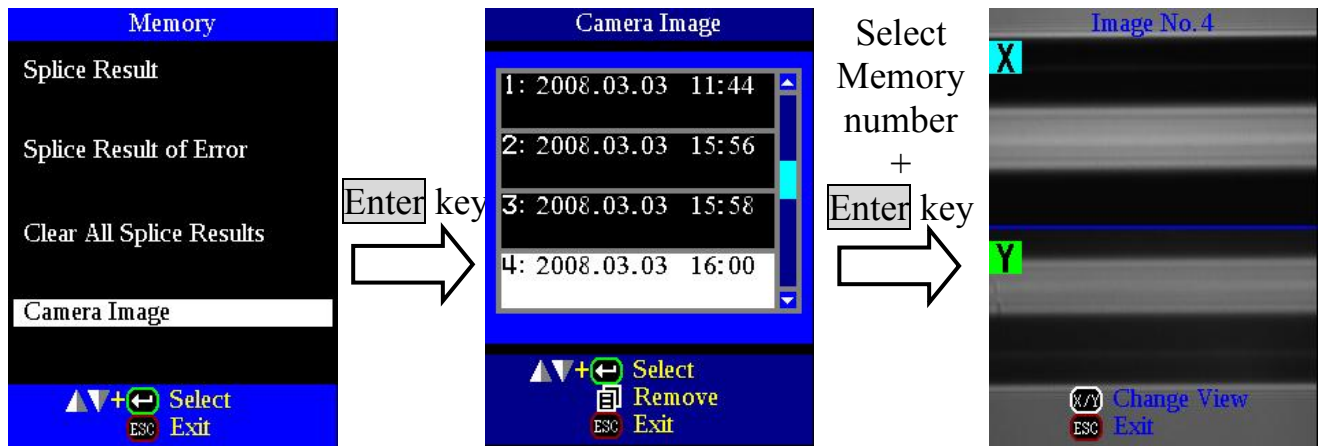 Memory
Splice Result
Splice Result of Error
Clear All Splice Results
Camera Image
+ Select
ESC Exit
Enter key
Camera Image
1: 2008.03.03 11:44
2: 2008.03.03 15:56
3: 2008.03.03 15:58
4: 2008.03.03 16:00
+ Select
Remove
ESC Exit
Select
Memory
number
+
Enter key
Image No.4
X
Y
X/Y Change View
ESC Exit